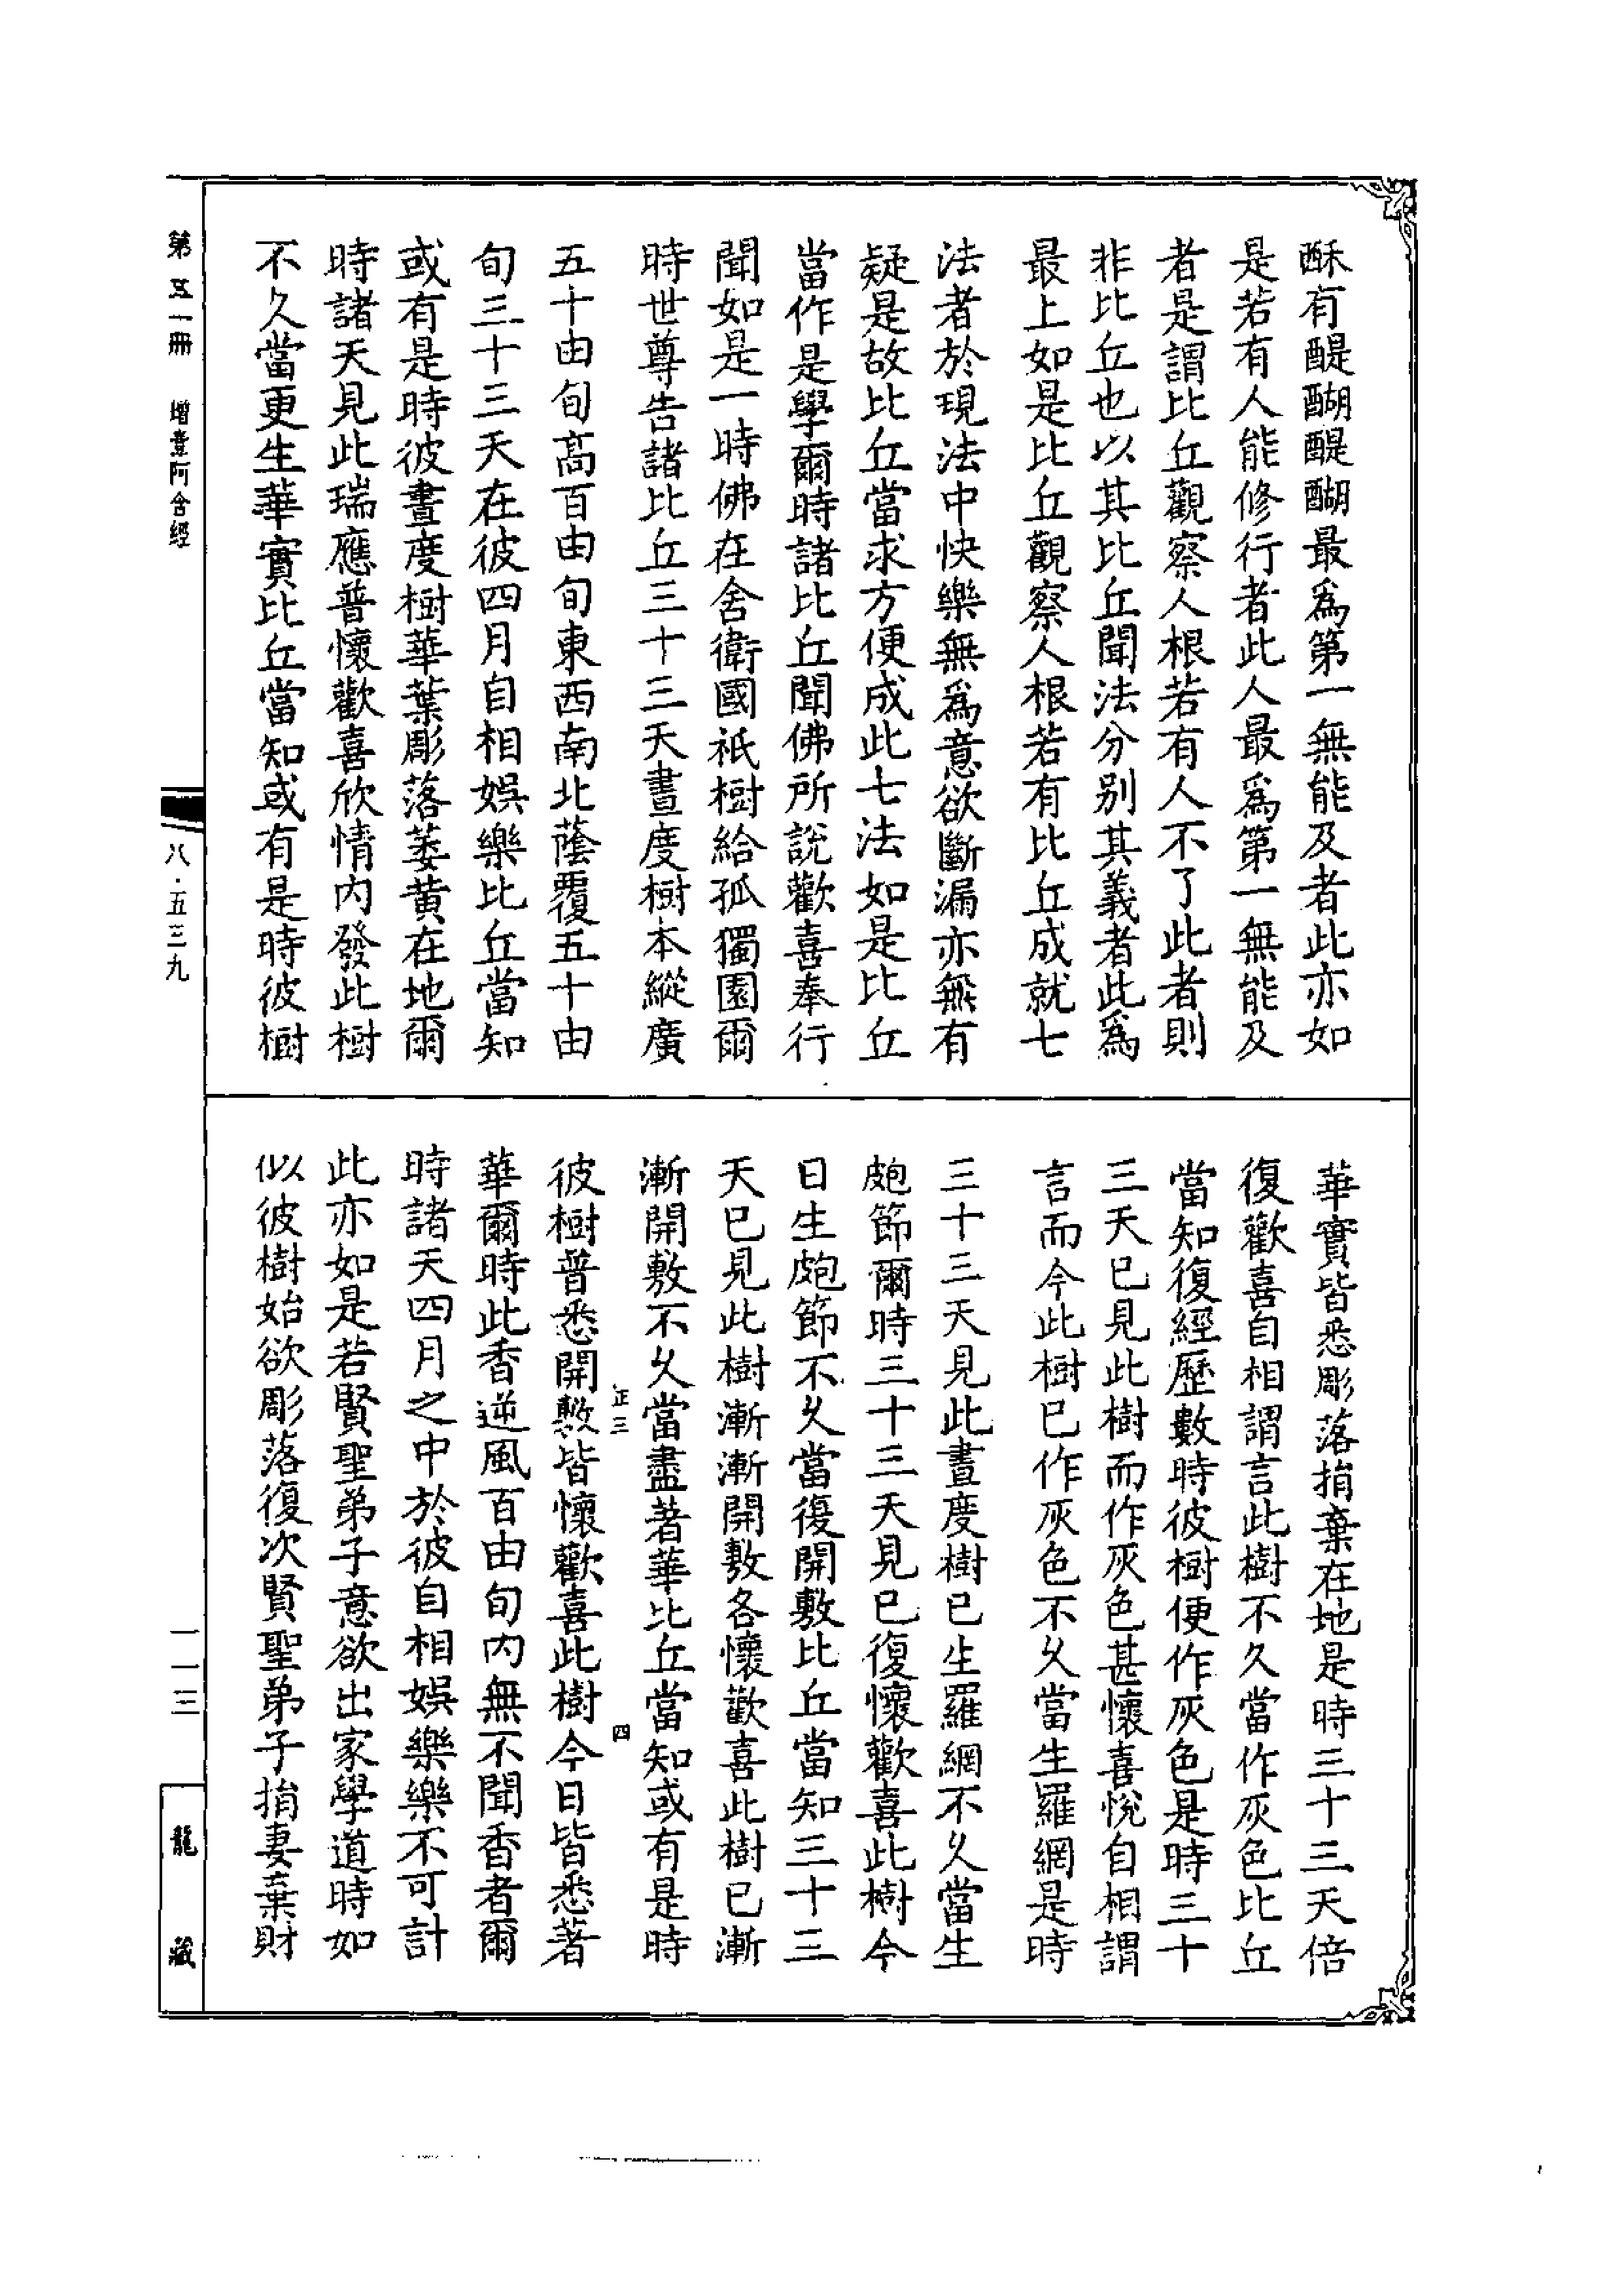 酥有醍醐醍醐最爲第一無能及者此亦如
是若有人能修行者此人最爲第一無能及
者是謂比丘觀察人根若有人不了此者則
非比丘也以其比丘聞法分别其義者此爲
最上如是比丘觀察人根若有比丘成就七
法者於現法中快樂無爲意欲斷漏亦無有
疑是故比丘當求方便成此七法如是比丘
當作是學爾時諸比丘聞佛所說歡喜奉行
聞如是一時佛在舍衛國祇樹給孤獨園爾
時世尊告諸比丘三十三天晝度樹本縱廣
五十由旬高百由旬東西南北蔭覆五十由
旬三十三天在彼四月自相娛樂比丘當知
或有是時彼晝度樹華葉彫落萎黄在地爾
時諸天見此瑞應普懷歡喜欣情内發此樹
不久當更生華實比丘當知或有是時彼樹
華實皆悉彫落捐棄在地是時三十三天倍
復歡喜自相謂言此樹不久當作灰色比丘
當知復經歷數時彼樹便作灰色是時三十
三天已見此樹而作灰色甚懷喜悅自相謂
言而今此樹已作灰色不久當生羅網是時
三十三天見此晝度樹已生羅網不久當生
皰節爾時三十三天見已復懷歡喜此樹今
日生皰節不久當復開敷比丘當知三十三
天已見此樹漸漸開敷各懷歡喜此樹已漸
漸開敷不久當盡著華比丘當知或有是時
彼樹普悉開敷皆懷歡喜此樹今日皆悉著
正三 四
華爾時此香逆風百由旬内無不聞香者爾
時諸天四月之中於彼自相娛樂樂不可計
此亦如是若賢聖弟子意欲出家學道時如
似彼樹始欲彫落復次賢聖弟子捐妻棄財
第五一冊 增壹阿含經
八·五三九
一一三
龍藏